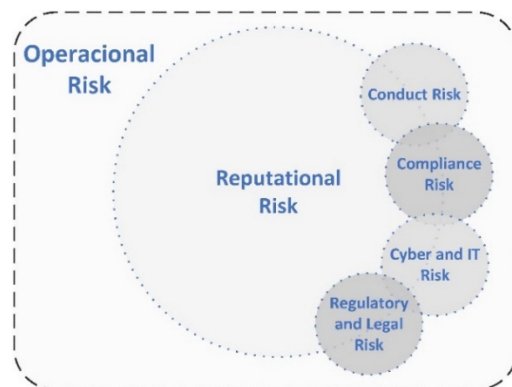 Operacional
Risk
Conduct Risk
Compliance
Risk
Reputational
Risk
Cyber and IT
Risk
Regulatory
and Legal
Risk